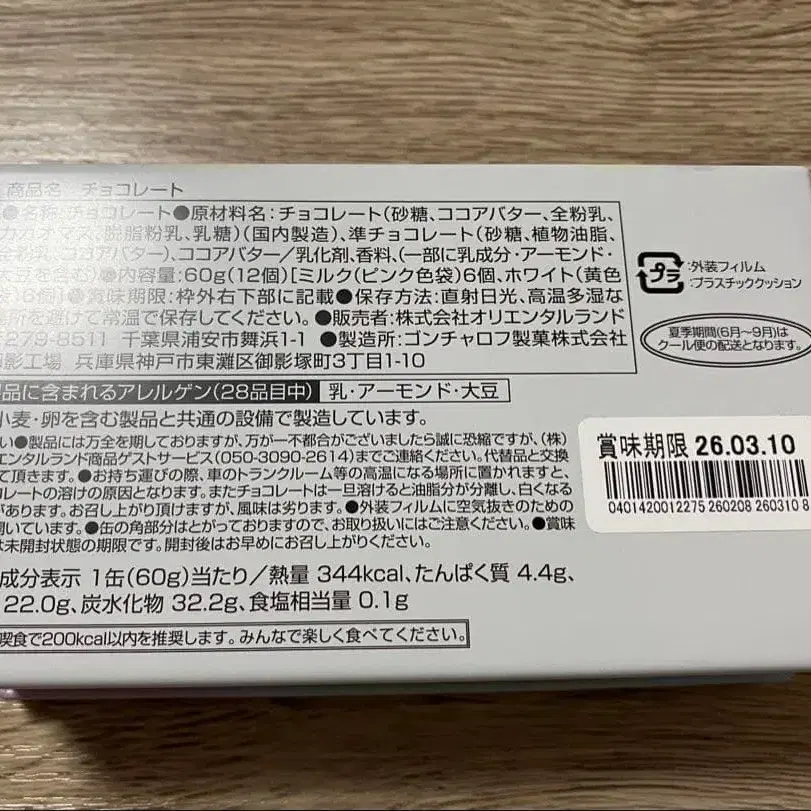 商品名 チョコレート
●名称:チョコレート●原材料名:チョコレート(砂糖、ココアバター、全粉乳、
カカオマス、脱脂粉乳、乳糖)(国内製造)、準チョコレート(砂糖、植物油脂、
全粉乳、ココアバター)、ココアバター/乳化剤、香料、(一部に乳成分・アーモンド・
大豆を含む)●内容量:60g(12個)[ミルク(ピンク色袋)6個、ホワイト(黄色
袋)6個]●賞味期限:枠外右下部に記載●保存方法:直射日光、高温多湿な
場所を避けて常温で保存してください。●販売者:株式会社オリエンタルランド
279-8511 千葉県浦安市舞浜1-1 ●製造所:ゴンチャロフ製菓株式会社
御影工場 兵庫県神戸市東灘区御影塚町3丁目1-10
プラ
:外装フィルム
:プラスチッククッション
夏季期間(6月~9月)は
クール便の配送となります。
品に含まれるアレルゲン(28品目中) 乳・アーモンド・大豆
小麦・卵を含む製品と共通の設備で製造しています。
い●製品には万全を期しておりますが、万が一不都合がございましたら誠に恐縮ですが、(株)
エンタルランド商品ゲストサービス(050-3090-2614)までご連絡ください。代替品と交換
て頂きます。●お持ち運びの際、車のトランクルーム等の高温になる場所に置かれますと、
コレートの溶けの原因となります。またチョコレートは一旦溶けると油脂分が分離し、白くなる
があります。お召し上がり頂けますが、風味は劣ります。●外装フィルムに空気抜きのための
開いています。●缶の角部分はとがっておりますので、お取り扱いにはご注意ください。●賞味
は未開封状態の期限です。開封後はお早めにお召し上がりください。
賞味期限 26.03.10
0401420012275 260208 260310 8
成分表示 1缶(60g)当たり/熱量 344kcal、たんぱく質 4.4g、
22.0g、炭水化物 32.2g、食塩相当量 0.1g
喫食で200kcal以内を推奨します。みんなで楽しく食べてください。